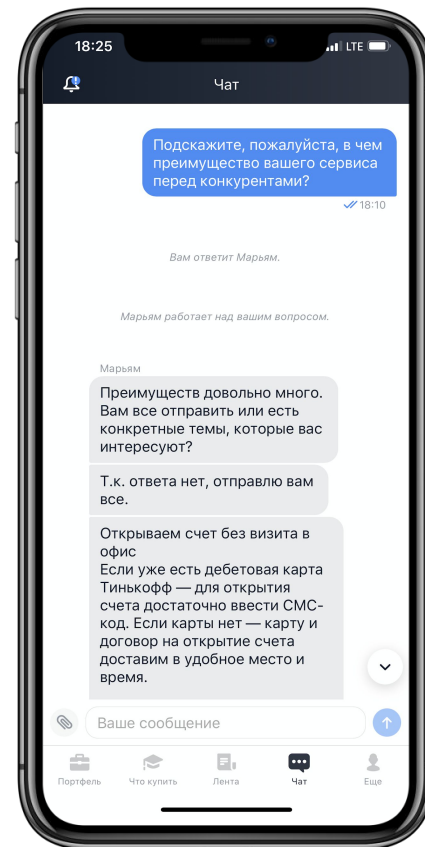 18:25
LTE
Чат
Подскажите, пожалуйста, в чем
преимущество вашего сервиса
перед конкурентами?
18:10
Вам ответит Марьям.
Марьям работает над вашим вопросом.
Марьям
Преимуществ довольно много.
Вам все отправить или есть
конкретные темы, которые вас
интересуют?
Т.к. ответа нет, отправлю вам
все.
Открываем счет без визита в
офис
Если уже есть дебетовая карта
Тинькофф — для открытия
счета достаточно ввести СМС-
код. Если карты нет — карту и
договор на открытие счета
доставим в удобное место и
время.
Ваше сообщение
Портфель Что купить Лента Чат Еще